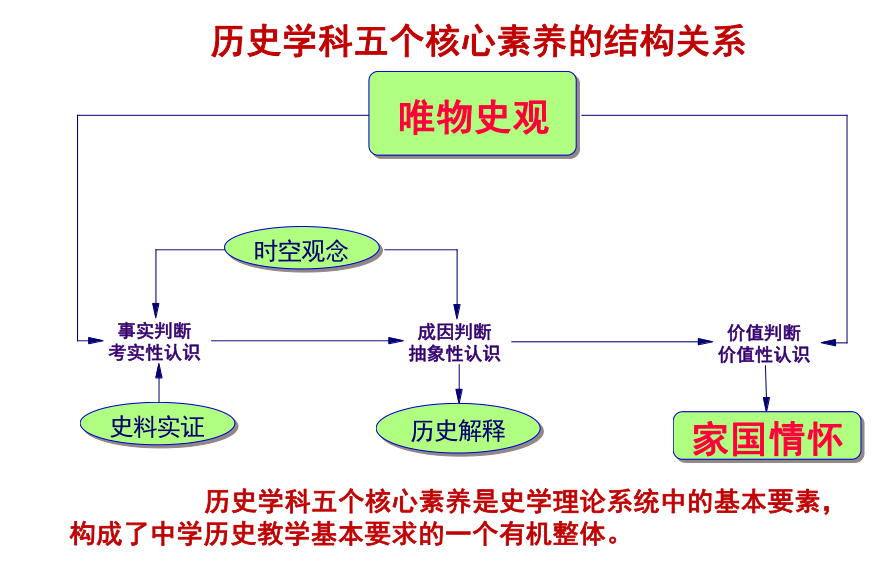 历史学科五个核心素养的结构关系
唯物史观
时空观念
事实判断
考实性认识
成因判断
抽象性认识
价值判断
价值性认识
史料实证
历史解释
家国情怀
历史学科五个核心素养是史学理论系统中的基本要素，
构成了中学历史教学基本要求的一个有机整体。